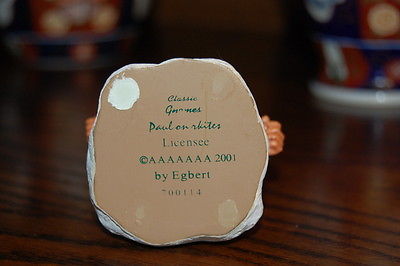 Classic
Gnomes
Paul on skites
Licensee
©AAAAAAA 2001
by Egbert
700114